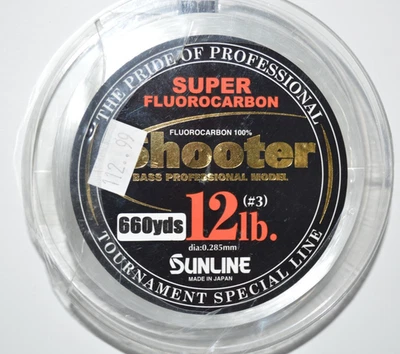 THE PRIDE OF PROFESSIONAL
SUPER
FLUOROCARBON
FLUOROCARBON 100%
Shooter
BASS PROFESSIONAL MODEL
112.99
660yds
12lb.
(#3)
dia:0.285mm
SUNLINE
MADE IN JAPAN
TOURNAMENT SPECIAL LINE